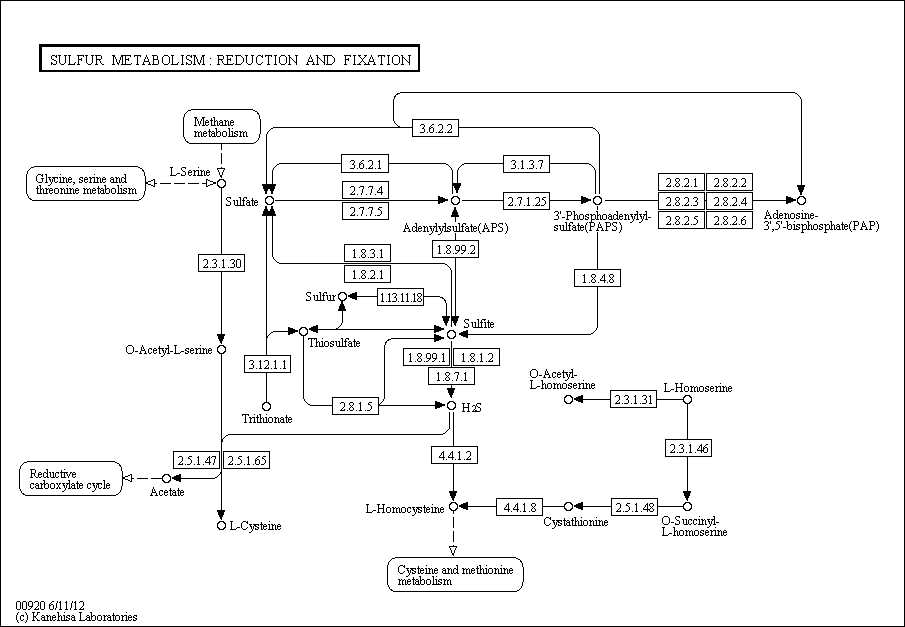 SULFUR METABOLISM : REDUCTION AND FIXATION
Methane
metabolism
3.6.2.2
L-Serine
3.6.2.1
3.1.3.7
Glycine, serine and
threonine metabolism
2.7.7.4
2.8.2.1
2.8.2.2
Sulfate
2.7.1.25
2.8.2.3
2.8.2.4
2.7.7.5
2.8.2.5
2.8.2.6
Adenylylsulfate(APS)
3'-Phosphoadenylyl-
sulfate(PAPS)
Adenosine-
3',5'-bisphosphate(PAP)
1.8.3.1
1.8.99.2
2.3.1.30
1.8.2.1
1.8.4.8
Sulfur
1.13.11.18
Sulfite
Thiosulfate
O-Acetyl-L-serine
1.8.99.1
1.8.1.2
3.12.1.1
1.8.7.1
O-Acetyl-
L-homoserine
L-Homoserine
2.8.1.5
H2S
2.3.1.31
Trithionate
2.3.1.46
2.5.1.47
2.5.1.65
4.4.1.2
Reductive
carboxylate cycle
Acetate
L-Homocysteine
4.4.1.8
2.5.1.48
L-Cysteine
Cystathionine
O-Succinyl-
L-homoserine
Cysteine and methionine
metabolism
00920 6/11/12
(c) Kanehisa Laboratories